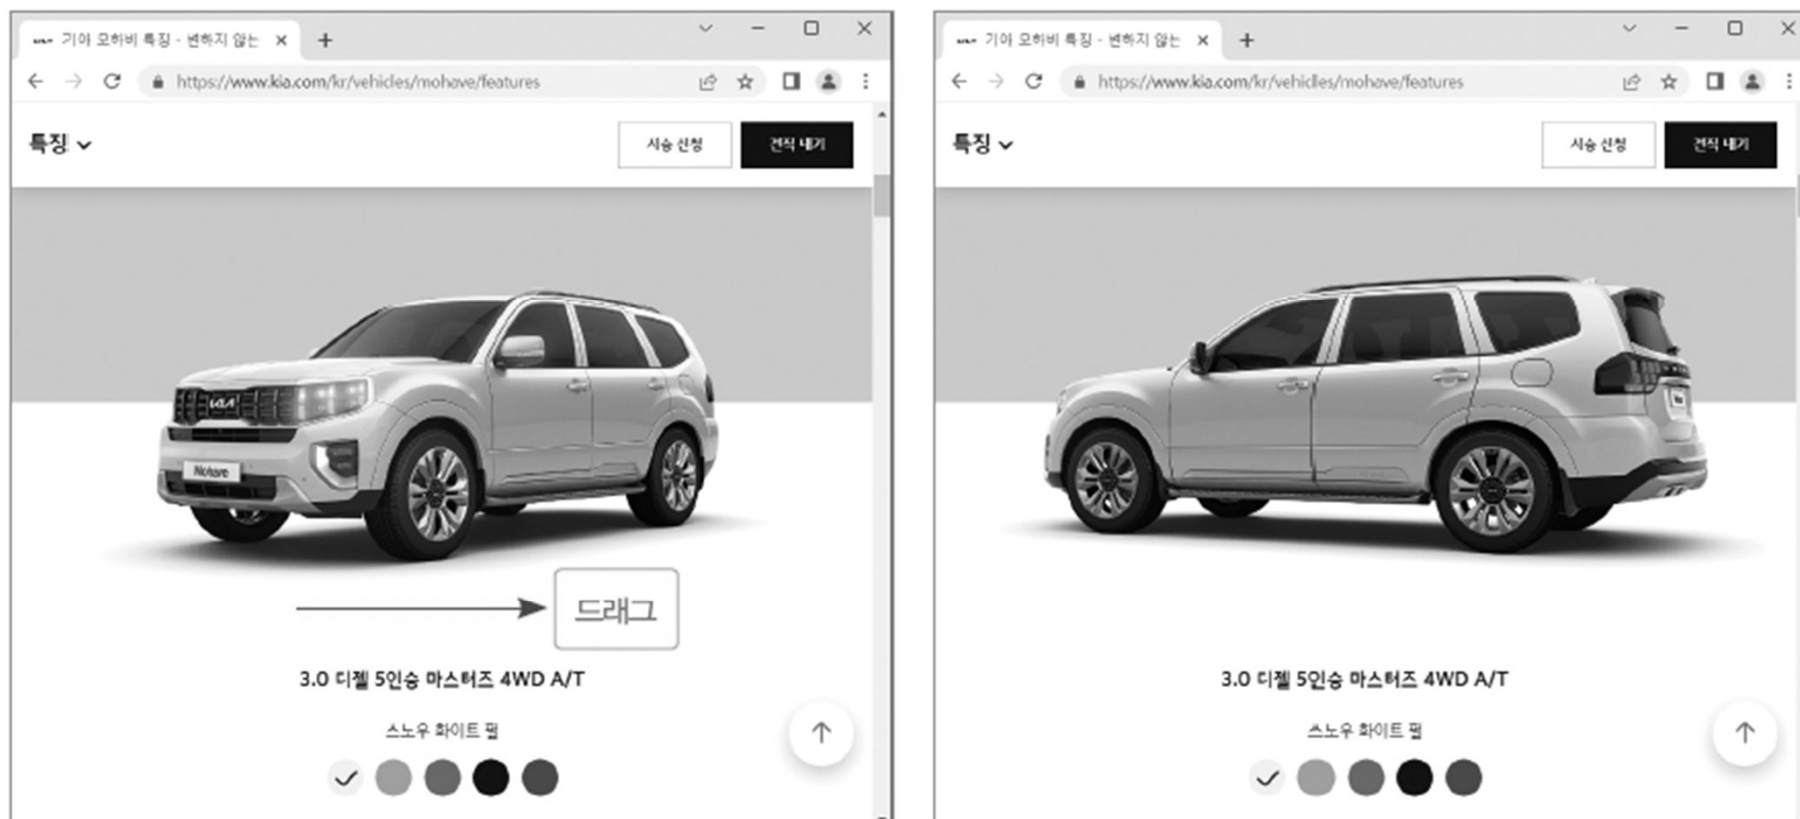 기아 모하비 특징 - 변하지 않는
https://www.kia.com/kr/vehicles/mohave/features
특징
시승 신청
견적 내기
KIA
Mohave
드래그
3.0 디젤 5인승 마스터즈 4WD A/T
스노우 화이트 펄
기아 모하비 특징 - 변하지 않는
https://www.kia.com/kr/vehicles/mohave/features
특징
시승 신청
견적 내기
3.0 디젤 5인승 마스터즈 4WD A/T
스노우 화이트 펄